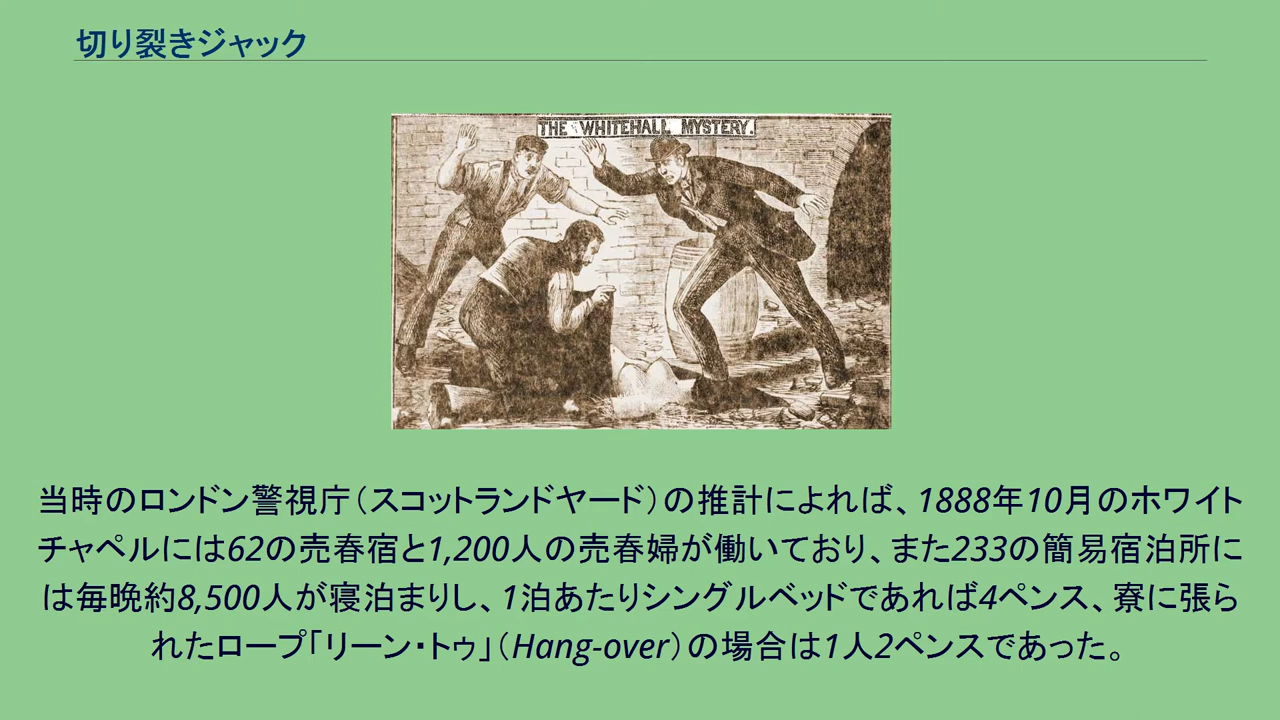 切り裂きジャック
THE WHITEHALL MYSTERY.
当時のロンドン警視庁（スコットランドヤード）の推計によれば、1888年10月のホワイト
チャペルには62の売春宿と1,200人の売春婦が働いており、また233の簡易宿泊所に
は毎晩約8,500人が寝泊まりし、1泊あたりシングルベッドであれば4ペンス、寮に張ら
れたロープ「リーン・トゥ」（Hang-over）の場合は1人2ペンスであった。